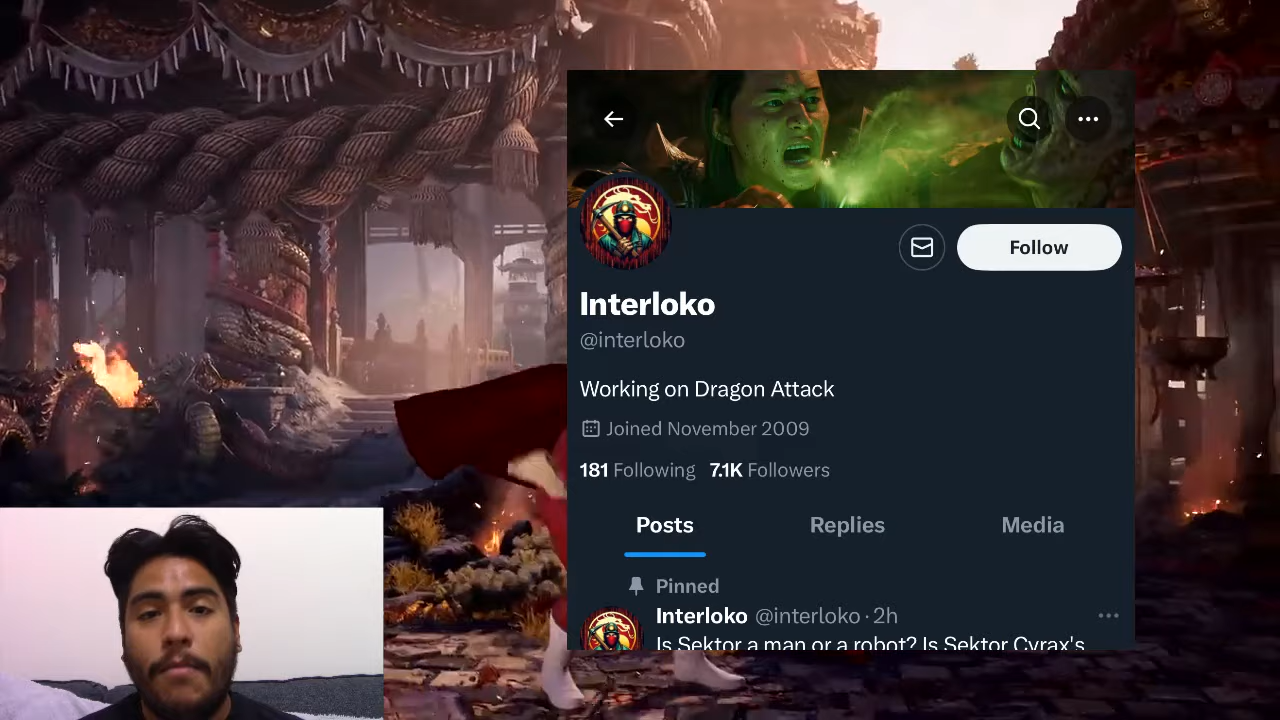 Follow
Interloko
@interloko
Working on Dragon Attack
Joined November 2009
181 Following 7.1K Followers
Posts Replies Media
Pinned
Interloko @interloko · 2h
Is Sektor a man or a robot? Is Sektor Cyrax's